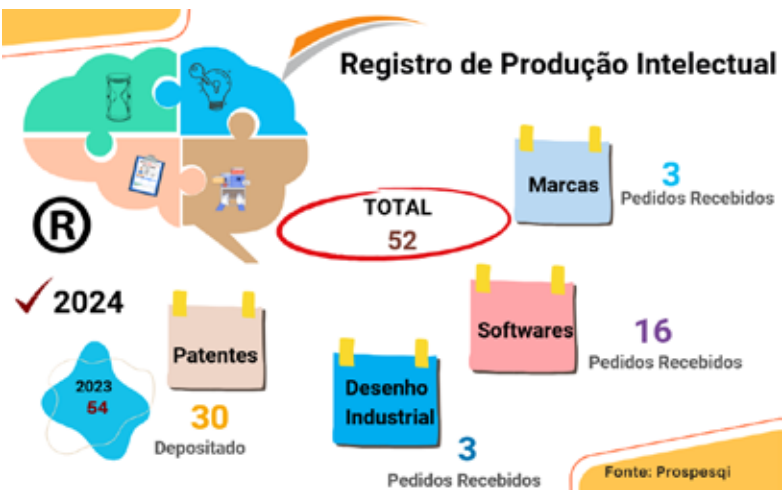 Registro de Produção Intelectual
Marcas
3
Pedidos Recebidos
®
TOTAL
52
2024
Patentes
30
Depositado
2023
54
Softwares
16
Pedidos Recebidos
Desenho
Industrial
3
Pedidos Recebidos
Fonte: Prospesqi